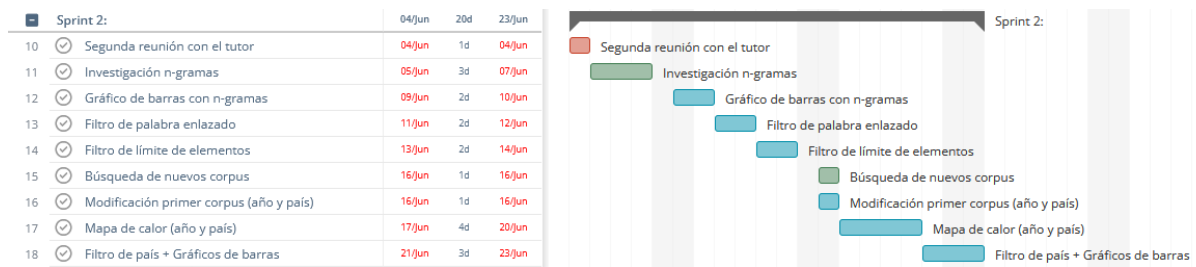 Sprint 2: 04/Jun 20d 23/Jun Sprint 2:
10 Segunda reunión con el tutor 04/Jun 1d 04/Jun Segunda reunión con el tutor
11 Investigación n-gramas 05/Jun 3d 07/Jun Investigación n-gramas
12 Gráfico de barras con n-gramas 09/Jun 2d 10/Jun Gráfico de barras con n-gramas
13 Filtro de palabra enlazado 11/Jun 2d 12/Jun Filtro de palabra enlazado
14 Filtro de límite de elementos 13/Jun 2d 14/Jun Filtro de límite de elementos
15 Búsqueda de nuevos corpus 16/Jun 1d 16/Jun Búsqueda de nuevos corpus
16 Modificación primer corpus (año y país) 16/Jun 1d 16/Jun Modificación primer corpus (año y país)
17 Mapa de calor (año y país) 17/Jun 4d 20/Jun Mapa de calor (año y país)
18 Filtro de país + Gráficos de barras 21/Jun 3d 23/Jun Filtro de país + Gráficos de barras